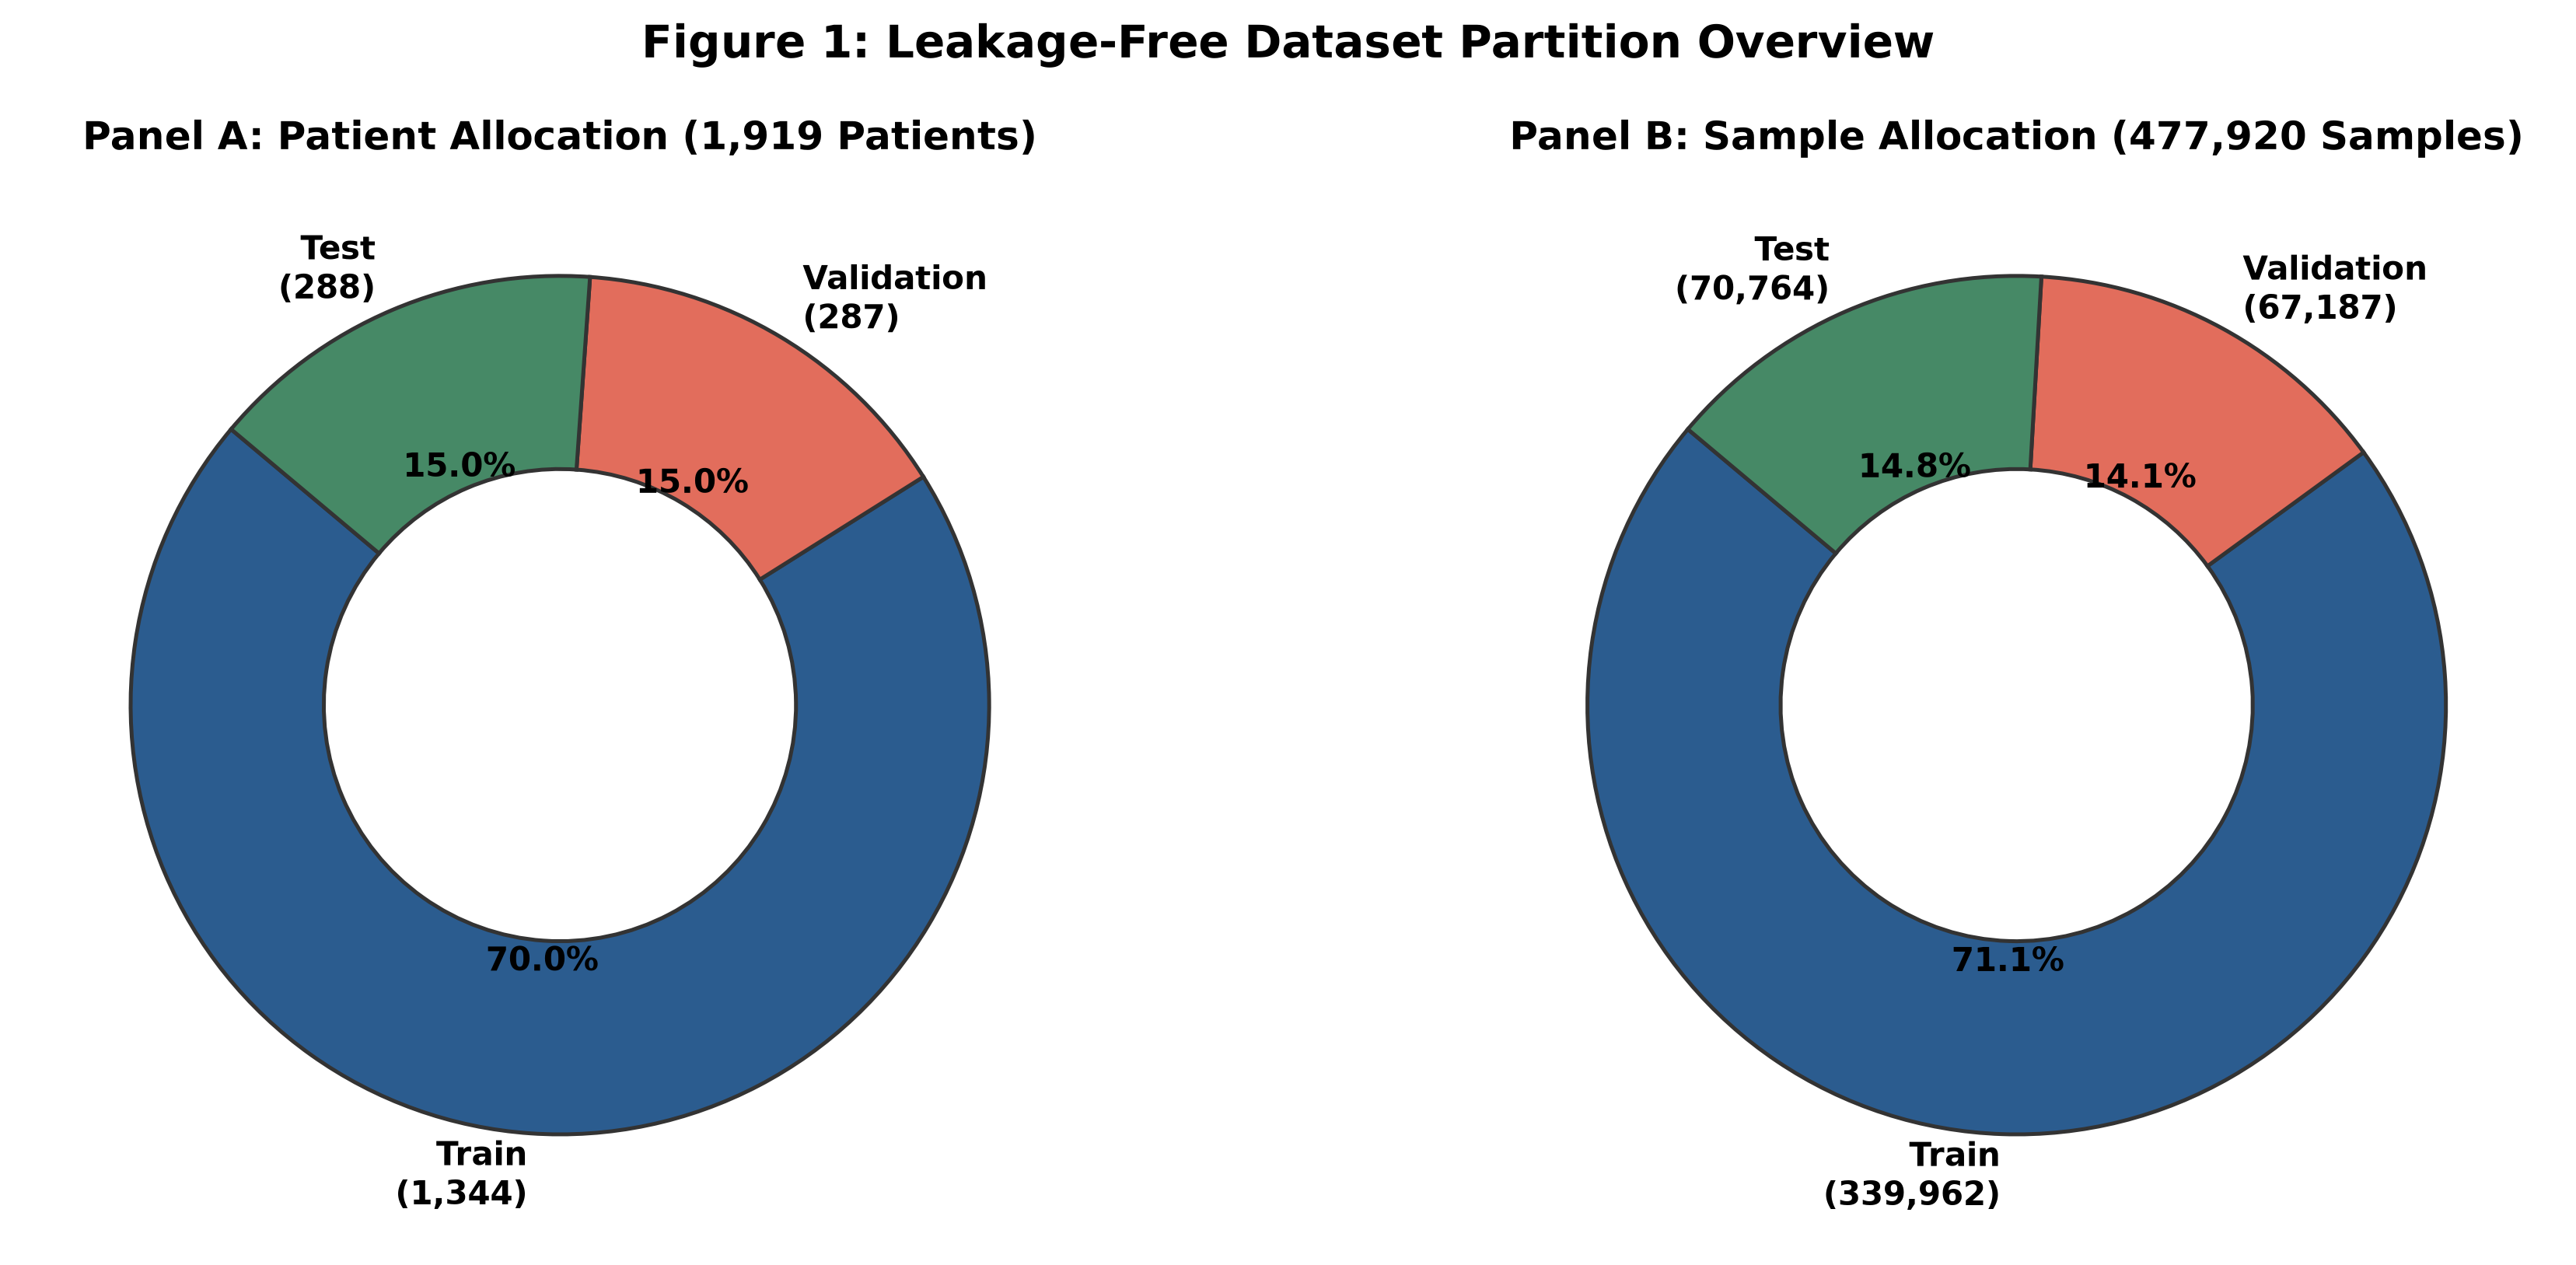 Figure 1: Leakage-Free Dataset Partition Overview
Panel A: Patient Allocation (1,919 Patients)
Test
(288)
Validation
(287)
15.0%
15.0%
70.0%
Train
(1,344)
Panel B: Sample Allocation (477,920 Samples)
Test
(70,764)
Validation
(67,187)
14.8%
14.1%
71.1%
Train
(339,962)